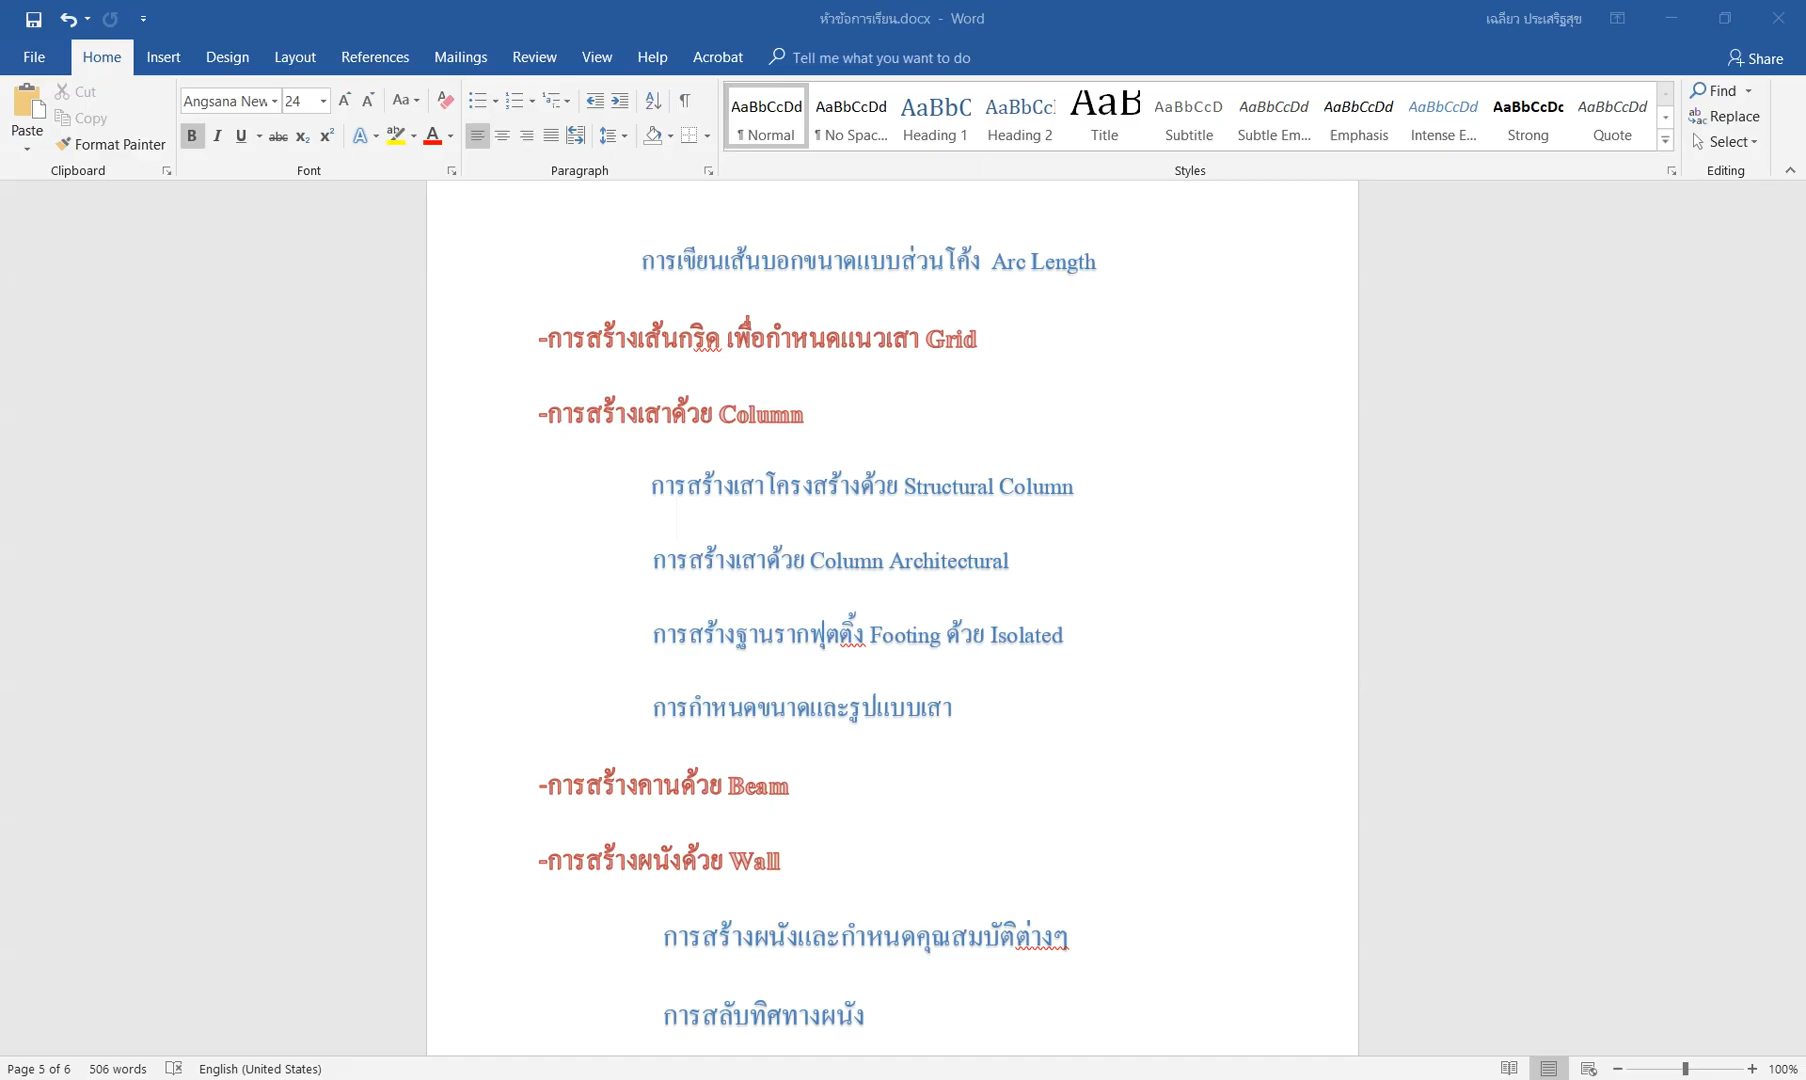 หัวข้อการเรียน.docx - Word
เฉลียว ประเสริฐสุข
File Home Insert Design Layout References Mailings Review View Help Acrobat Tell me what you want to do Share
Paste
Cut
Copy
Format Painter
Clipboard
Angsana New 24
Font
Paragraph
AaBbCcDd AaBbCcDd AaBbC AaBbCc AaB AaBbCcD AaBbCcDd AaBbCcDd AaBbCcDd AaBbCcDc AaBbCcDd
¶ Normal ¶ No Spac... Heading 1 Heading 2 Title Subtitle Subtle Em... Emphasis Intense E... Strong Quote
Styles
Find
Replace
Select
Editing
การเขียนเส้นบอกขนาดแบบส่วนโค้ง Arc Length
-การสร้างเส้นกริด เพื่อกำหนดแนวเสา Grid
-การสร้างเสาด้วย Column
การสร้างเสาโครงสร้างด้วย Structural Column
การสร้างเสาด้วย Column Architectural
การสร้างฐานรากฟุตติ้ง Footing ด้วย Isolated
การกำหนดขนาดและรูปแบบเสา
-การสร้างคานด้วย Beam
-การสร้างผนังด้วย Wall
การสร้างผนังและกำหนดคุณสมบัติต่างๆ
การสลับทิศทางผนัง
Page 5 of 6 506 words English (United States) 100%